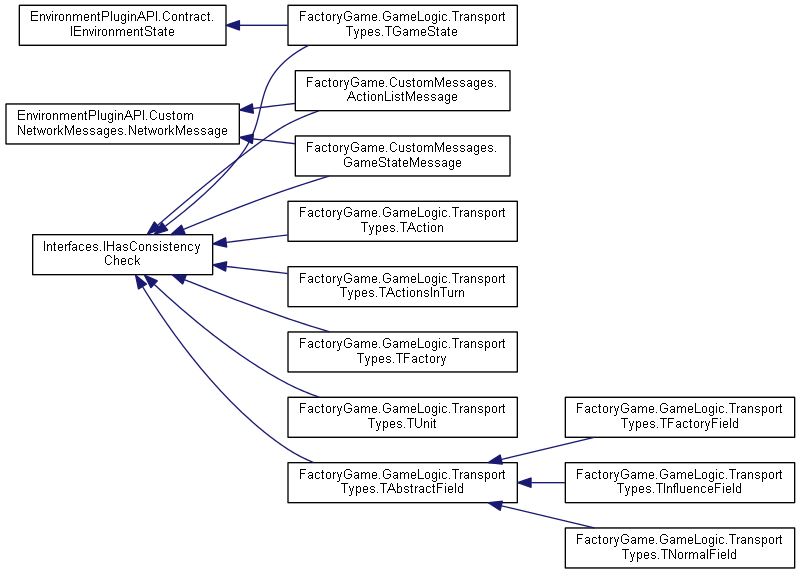 EnvironmentPluginAPI.Contract.
IEnvironmentState
FactoryGame.GameLogic.Transport
Types.TGameState
FactoryGame.CustomMessages.
ActionListMessage
EnvironmentPluginAPI.Custom
NetworkMessages.NetworkMessage
FactoryGame.CustomMessages.
GameStateMessage
FactoryGame.GameLogic.Transport
Types.TAction
Interfaces.IHasConsistency
Check
FactoryGame.GameLogic.Transport
Types.TActionsInTurn
FactoryGame.GameLogic.Transport
Types.TFactory
FactoryGame.GameLogic.Transport
Types.TUnit
FactoryGame.GameLogic.Transport
Types.TFactoryField
FactoryGame.GameLogic.Transport
Types.TAbstractField
FactoryGame.GameLogic.Transport
Types.TInfluenceField
FactoryGame.GameLogic.Transport
Types.TNormalField